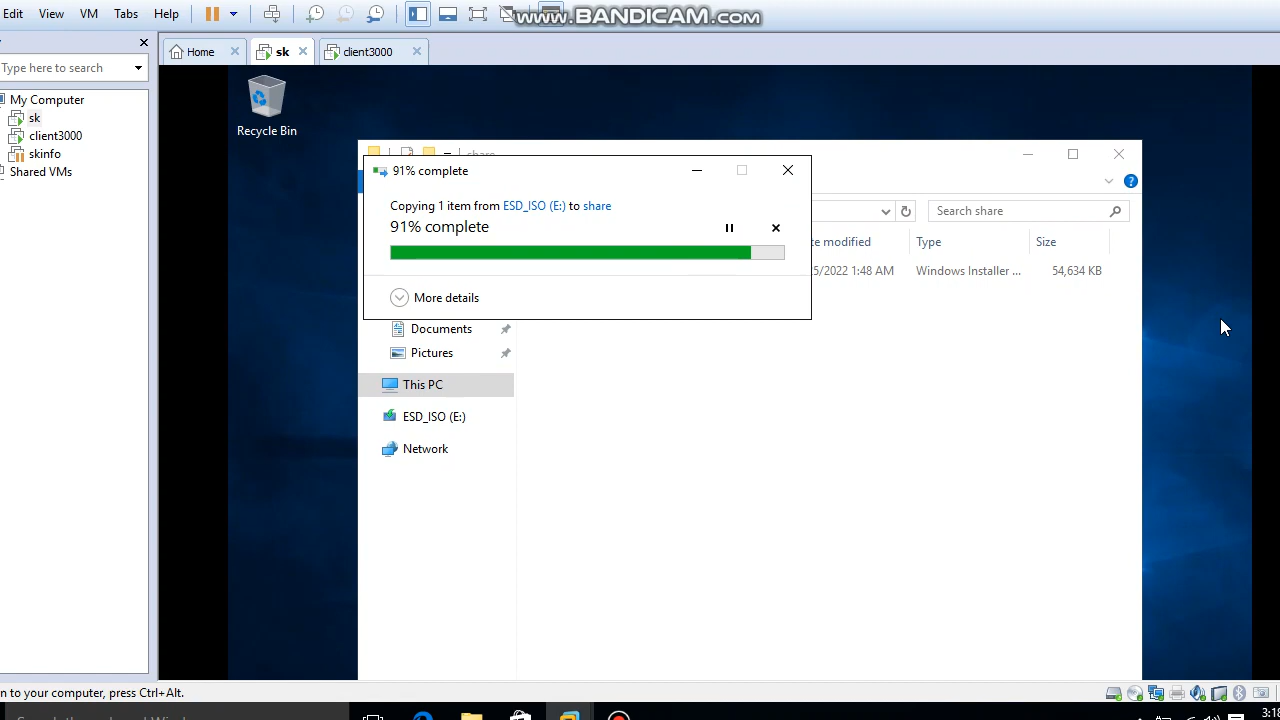 Edit View VM Tabs Help
www.BANDICAM.com
Type here to search
My Computer
sk
client3000
skinfo
Shared VMs
Home
sk
client3000
Recycle Bin
share
91% complete
Copying 1 item from ESD_ISO (E:) to share
91% complete
More details
Search share
te modified
Type
Size
5/2022 1:48 AM
Windows Installer ...
54,634 KB
Documents
Pictures
This PC
ESD_ISO (E:)
Network
n to your computer, press Ctrl+Alt.
3:18